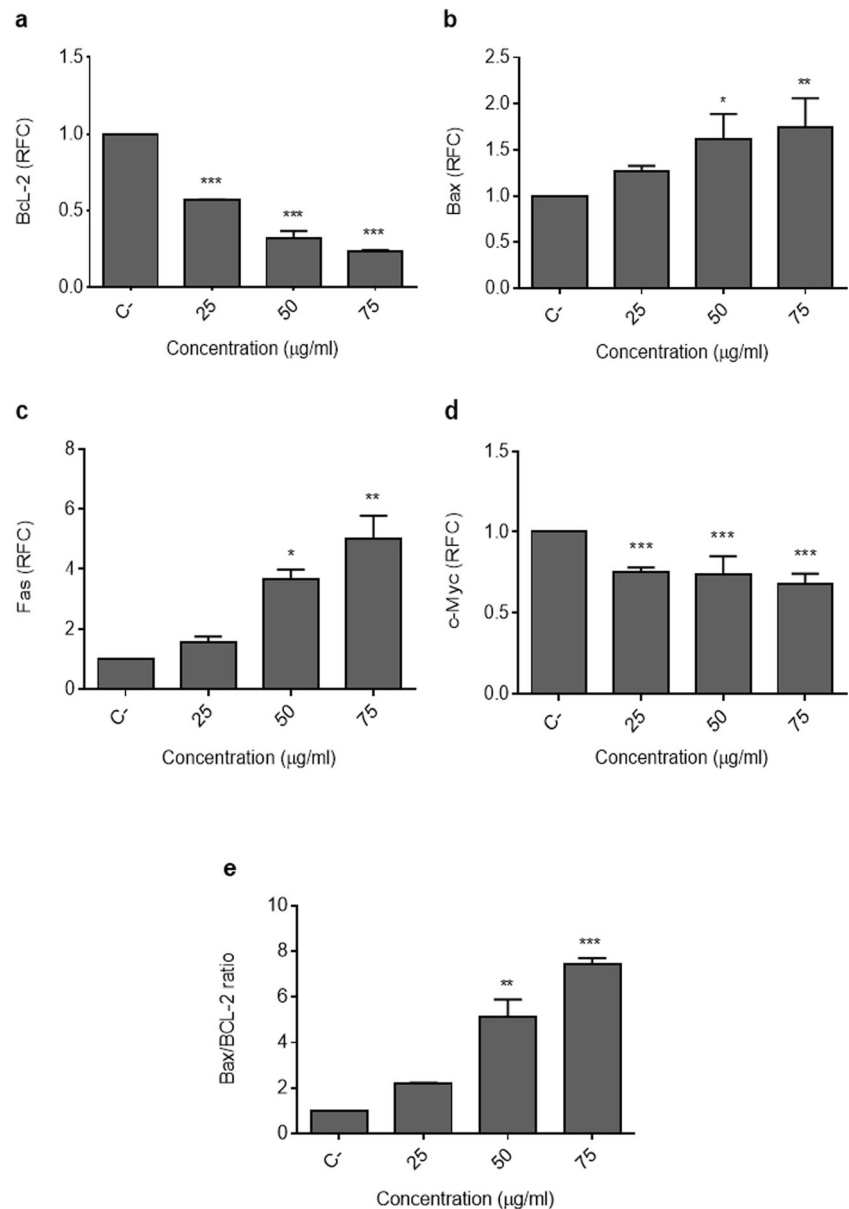 a
BcL-2 (RFC)
1.5
1.0
0.5
0.0
***
***
***
C-
25
50
75
Concentration (μg/ml)
b
Bax (RFC)
2.5
2.0
1.5
1.0
0.5
0.0
*
**
C-
25
50
75
Concentration (μg/ml)
c
Fas (RFC)
8
6
4
2
0
*
**
C-
25
50
75
Concentration (μg/ml)
d
c-Myc (RFC)
1.5
1.0
0.5
0.0
***
***
***
C-
25
50
75
Concentration (μg/ml)
e
Bax/BCL-2 ratio
10
8
6
4
2
0
**
***
C-
25
50
75
Concentration (μg/ml)